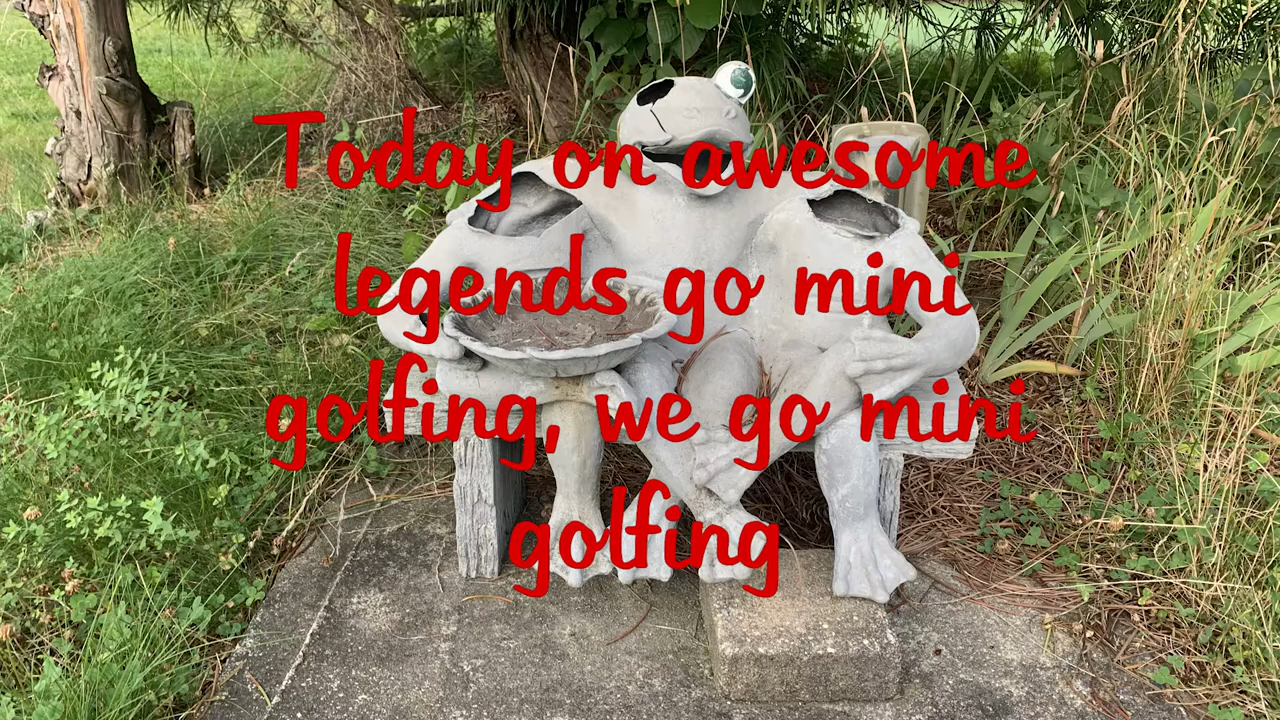 Today on awesome
legends go mini
golfing, we go mini
golfing